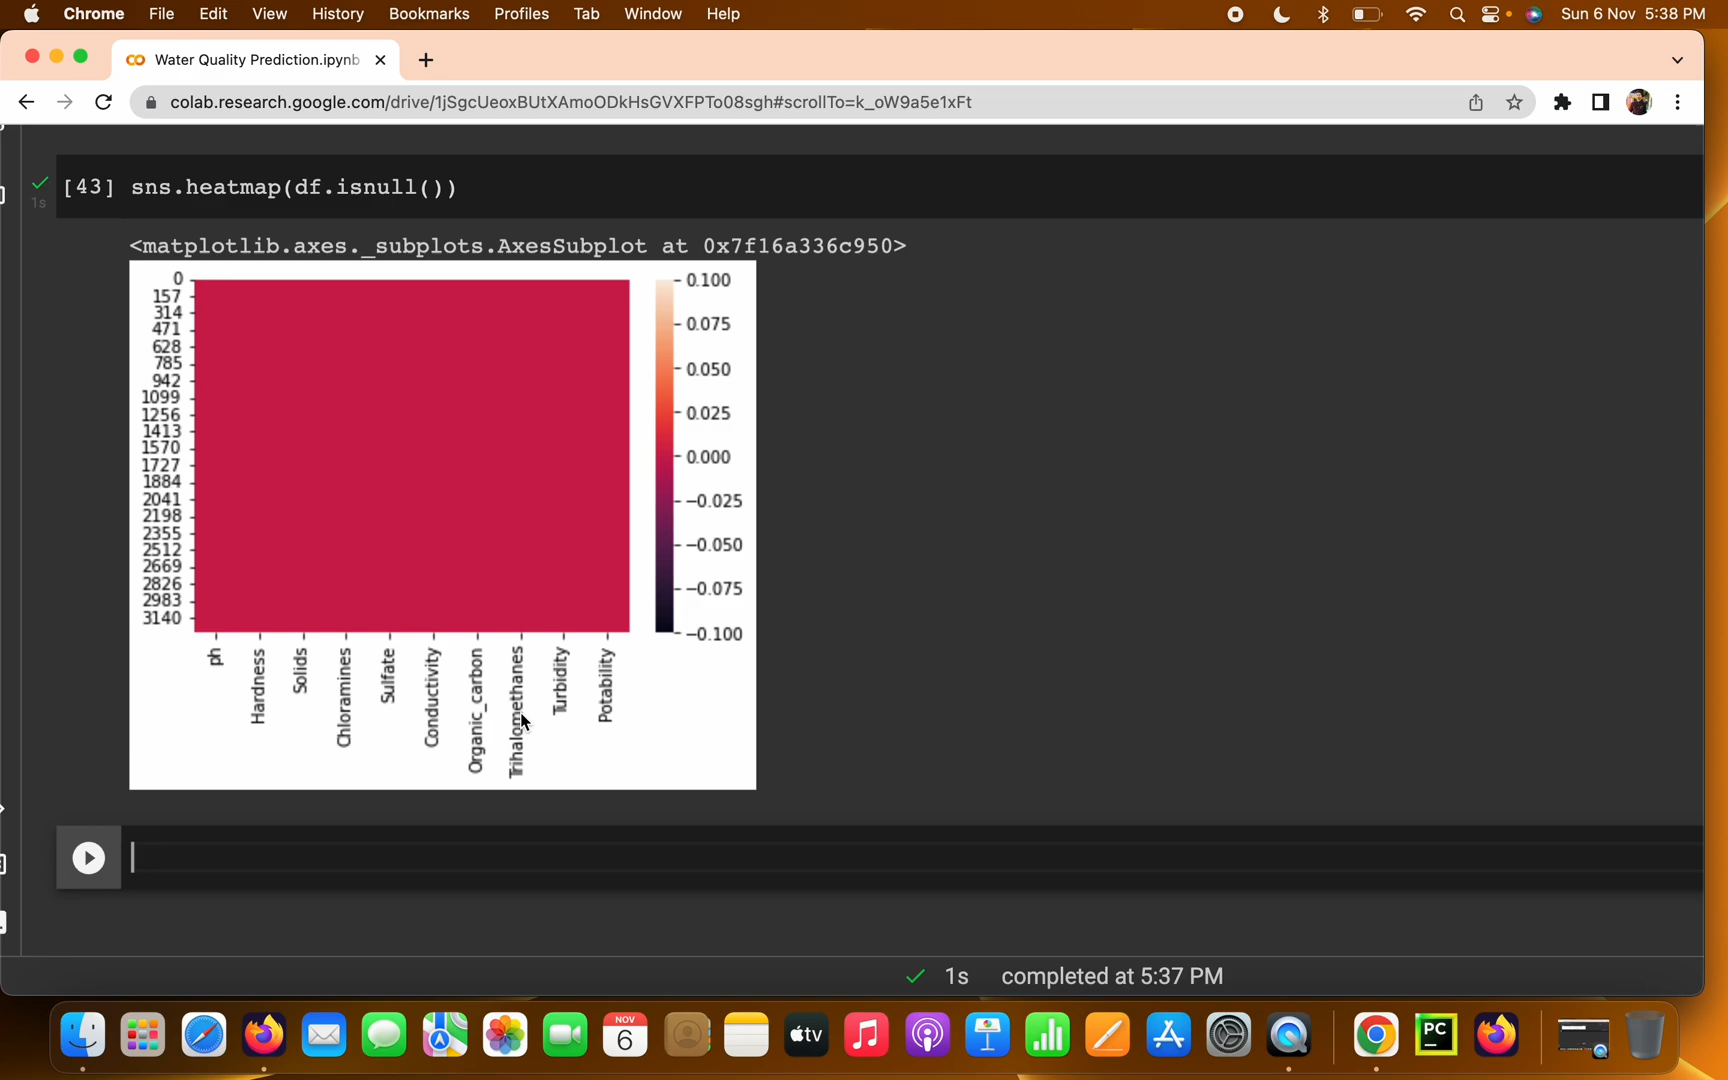 Chrome File Edit View History Bookmarks Profiles Tab Window Help Sun 6 Nov 5:38 PM
Water Quality Prediction.ipynb
colab.research.google.com/drive/1jSgcUeoxBUtXAmoODkHsGVXFPTo08sgh#scrollTo=k_oW9a5e1xFt
[43] sns.heatmap(df.isnull())
1s
<matplotlib.axes._subplots.AxesSubplot at 0x7f16a336c950>
0
157
314
471
628
785
942
1099
1256
1413
1570
1727
1884
2041
2198
2355
2512
2669
2826
2983
3140
0.100
0.075
0.050
0.025
0.000
−0.025
−0.050
−0.075
−0.100
ph
Hardness
Solids
Chloramines
Sulfate
Conductivity
Organic_carbon
Trihalomethanes
Turbidity
Potability
1s completed at 5:37 PM
NOV
6
tv
PC